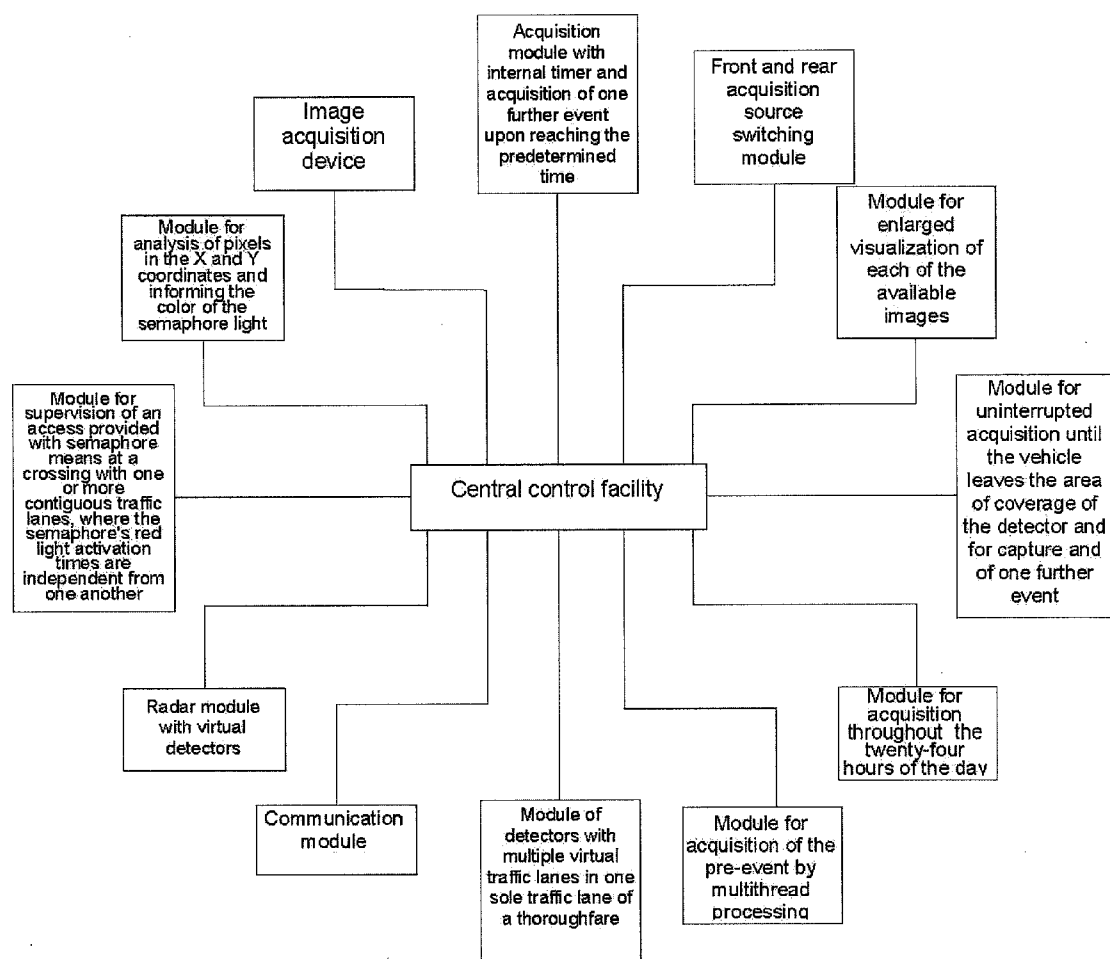 Acquisition
module with
internal timer and
acquisition of one
further event
upon reaching the
predetermined
time
Front and rear
acquisition
source
switching
module
Image
acquisition
device
Module for
enlarged
visualization of
each of the
available
images
Module for
analysis of pixels
in the X and Y
coordinates and
informing the
color of the
semaphore light
Module for
supervision of an
access provided
with semaphore
means at a
crossing with one
or more
contiguous traffic
lanes, where the
semaphore's red
light activation
times are
independent from
one another
Central control facility
Module for
uninterrupted
acquisition until
the vehicle
leaves the area
of coverage of
the detector and
for capture and
of one further
event
Radar module
with virtual
detectors
Module for
acquisition
throughout the
twenty-four
hours of the day
Communication
module
Module of
detectors with
multiple virtual
traffic lanes in one
sole traffic lane of
a thoroughfare
Module for
acquisition of the
pre-event by
multithread
processing